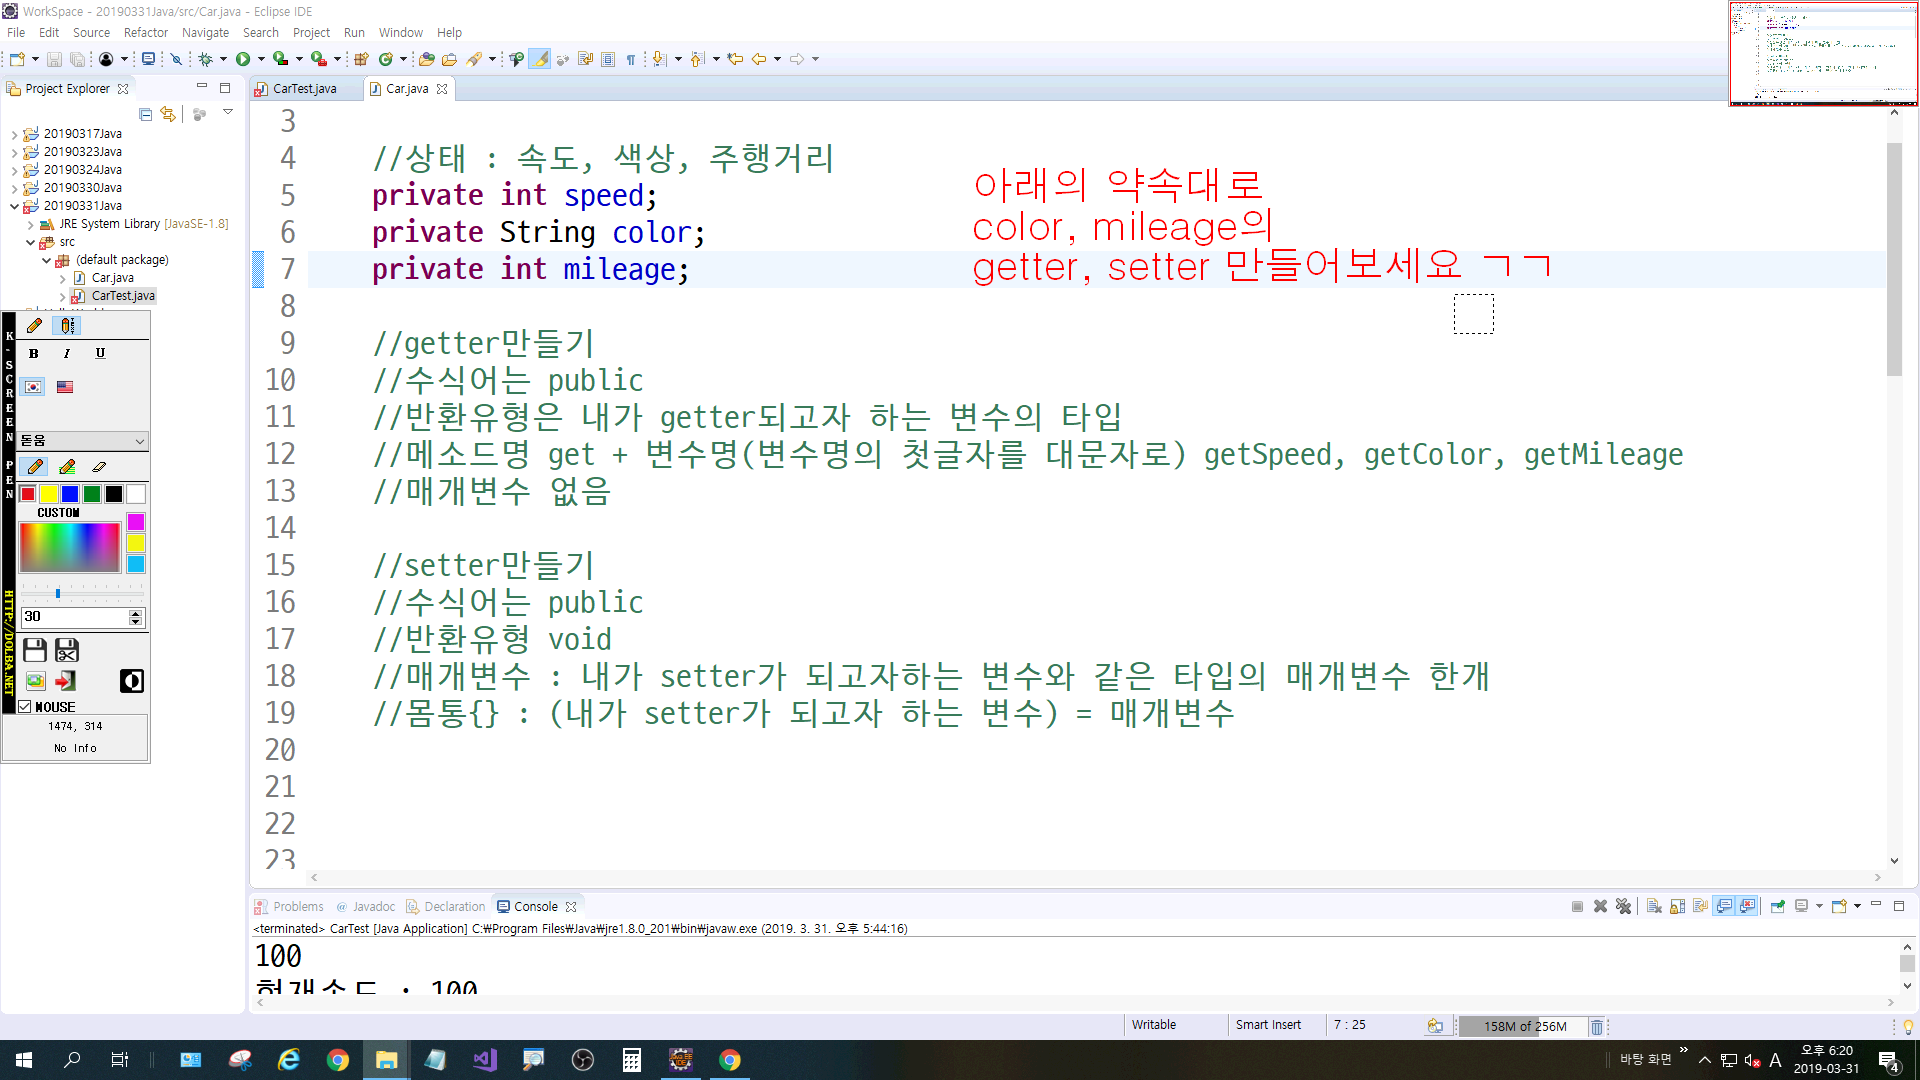 WorkSpace - 20190331Java/src/Car.java - Eclipse IDE
File Edit Source Refactor Navigate Search Project Run Window Help
Project Explorer
CarTest.java
Car.java
20190317Java
20190323Java
20190324Java
20190330Java
20190331Java
JRE System Library [JavaSE-1.8]
src
(default package)
Car.java
CarTest.java
3
4 //상태 : 속도, 색상, 주행거리
5 private int speed;
6 private String color;
7 private int mileage;
8
9 //getter만들기
10 //수식어는 public
11 //반환유형은 내가 getter되고자 하는 변수의 타입
12 //메소드명 get + 변수명(변수명의 첫글자를 대문자로) getSpeed, getColor, getMileage
13 //매개변수 없음
14
15 //setter만들기
16 //수식어는 public
17 //반환유형 void
18 //매개변수 : 내가 setter가 되고자하는 변수와 같은 타입의 매개변수 한개
19 //몸통{} : (내가 setter가 되고자 하는 변수) = 매개변수
20
21
22
23
아래의 약속대로
color, mileage의
getter, setter 만들어보세요 ㄱㄱ
K-SCREEN PEN
HTTP://DOLBA.NET
B I U
돋움
CUSTOM
30
MOUSE
1474, 314
No Info
Problems @ Javadoc Declaration Console
<terminated> CarTest [Java Application] C:₩Program Files₩Java₩jre1.8.0_201₩bin₩javaw.exe (2019. 3. 31. 오후 5:44:16)
100
현재속도 : 100
Writable Smart Insert 7 : 25 158M of 256M
바탕 화면 » A 오후 6:20
2019-03-31
4